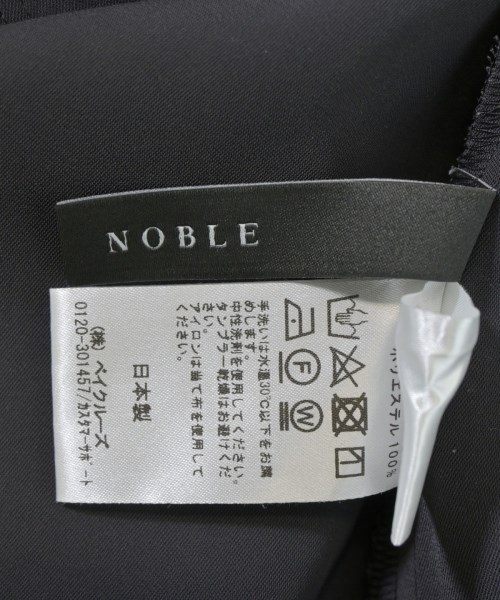 NOBLE
ポリエステル 100%
F
W
手洗いは水温30℃以下をお薦
めします。
中性洗剤を使用してください。
タンブラー乾燥はお避けくだ
さい。
アイロンは当て布を使用して
ください。
日本製
(株) ベイクルーズ
0120-301457/カスタマーサポート